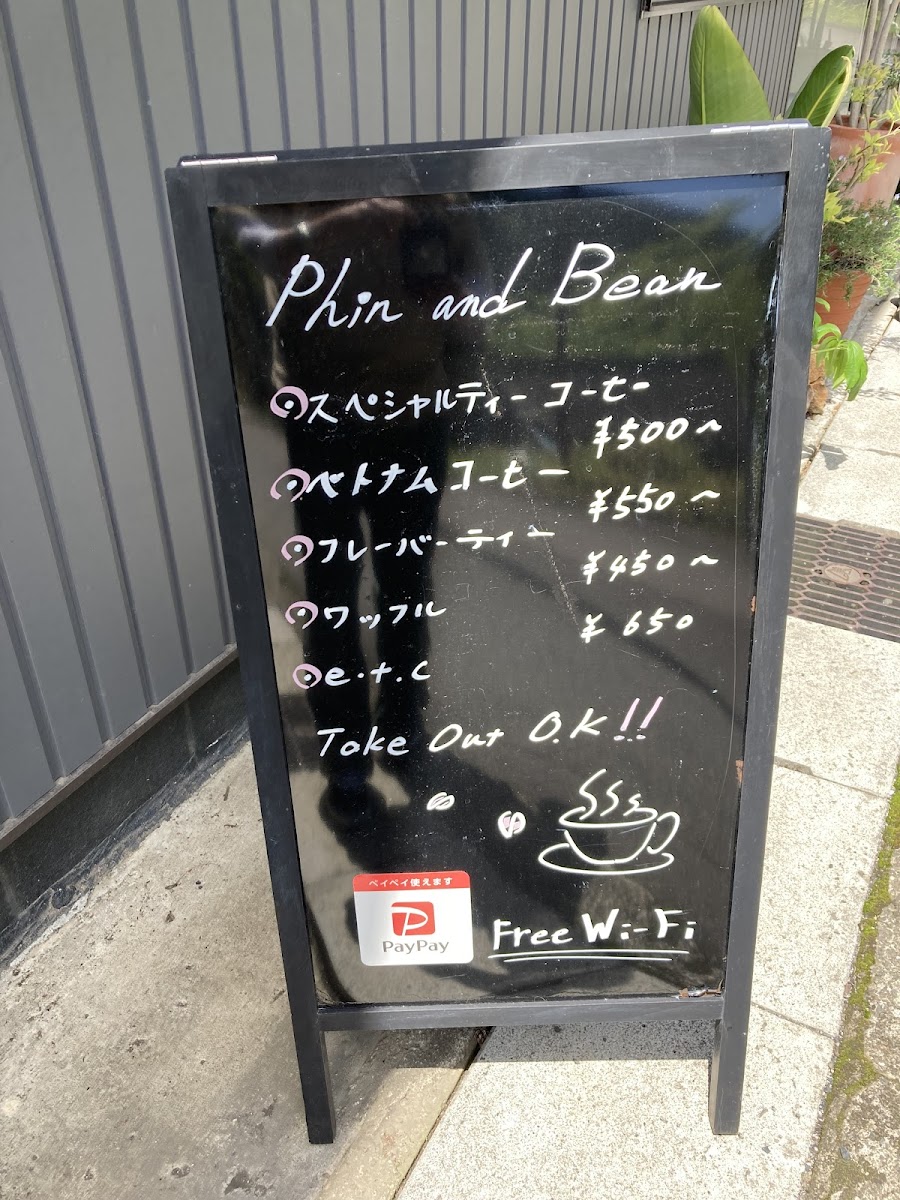 Phin and Bean
スペシャルティー コーヒー
¥500〜
ベトナムコーヒー
¥550〜
フレーバーティー
¥450〜
ワッフル
¥650
e.t.c
Take Out O.K!!
ペイペイ使えます
PayPay
Free Wi-Fi